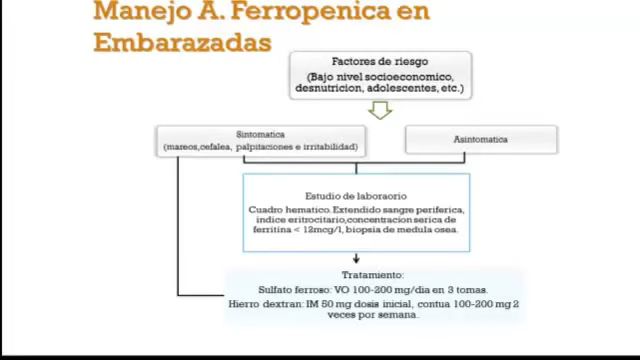 Manejo A. Ferropenica en
Embarazadas
Factores de riesgo
(Bajo nivel socioeconomico,
desnutricion, adolescentes, etc.)
Sintomatica
(mareos,cefalea, palpitaciones e irritabilidad)
Asintomatica
Estudio de laboraorio
Cuadro hematico. Extendido sangre periferica,
indice eritrocitario,concentracion serica de
ferritina < 12mcg/l, biopsia de medula osea.
Tratamiento:
Sulfato ferroso: VO 100-200 mg/dia en 3 tomas.
Hierro dextran: IM 50 mg dosis inicial, contua 100-200 mg 2
veces por semana.